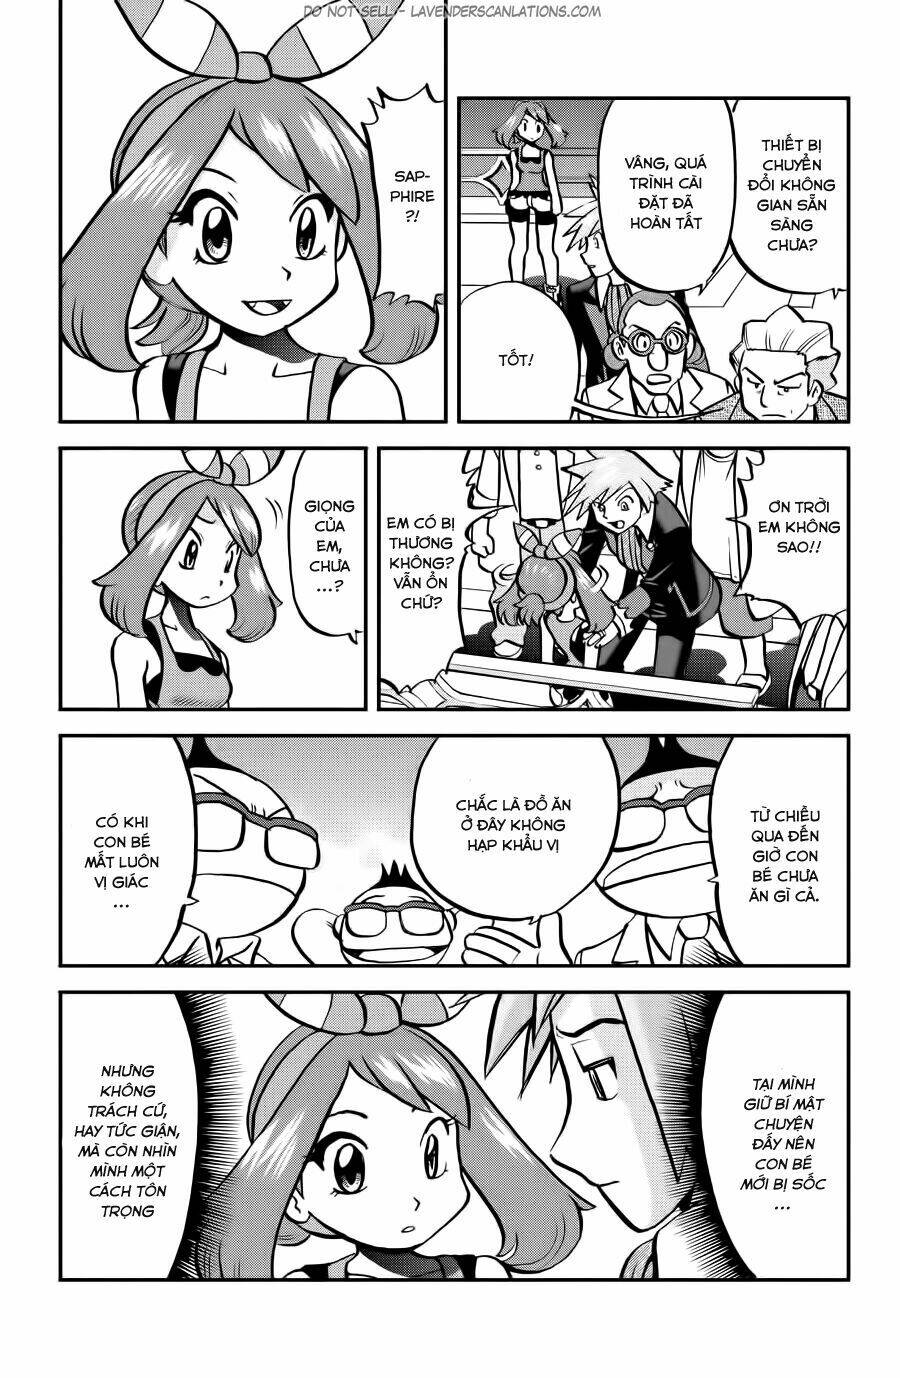 DO NOT SELL - LAVENDERSCANLATIONS.COM
THIẾT BỊ
CHUYỂN
ĐỔI KHÔNG
GIAN SẴN
SÀNG
CHƯA?
VÂNG, QUÁ
TRÌNH CÀI
ĐẶT ĐÃ
HOÀN TẤT
TỐT!
SAP-
PHIRE
?!
ƠN TRỜI
EM KHÔNG
SAO!!
EM CÓ BỊ
THƯƠNG
KHÔNG?
VẪN ỔN
CHỨ?
GIỌNG
CỦA
EM,
CHƯA
...?
TỪ CHIỀU
QUA ĐẾN
GIỜ CON
BÉ CHƯA
ĂN GÌ CẢ.
CHẮC LÀ ĐỒ ĂN
Ở ĐÂY KHÔNG
HẠP KHẨU VỊ
CÓ KHI
CON BÉ
MẤT LUÔN
VỊ GIÁC
...
TẠI MÌNH
GIỮ BÍ MẬT
CHUYỆN
ĐẤY NÊN
CON BÉ
MỚI BỊ SỐC
...
NHƯNG
KHÔNG
TRÁCH CỨ,
HAY TỨC GIẬN,
MÀ CÒN NHÌN
MÌNH MỘT
CÁCH TÔN
TRỌNG